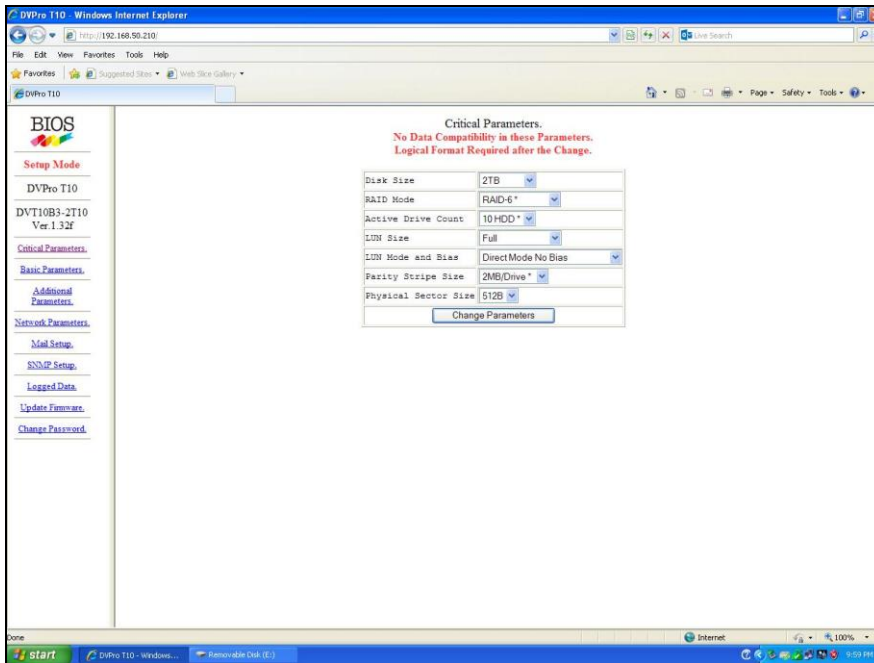 DVPro T10 - Windows Internet Explorer
http://192.168.50.210/
Live Search
File Edit View Favorites Tools Help
Favorites Suggested Sites Web Slice Gallery
DVPro T10
Page Safety Tools
BIOS
Setup Mode
DVPro T10
DVT10B3-2T10
Ver.1.32f
Critical Parameters.
Basic Parameters.
Additional
Parameters.
Network Parameters.
Mail Setup.
SNMP Setup.
Logged Data.
Update Firmware.
Change Password.
Critical Parameters.
No Data Compatibility in these Parameters.
Logical Format Required after the Change.
Disk Size 2TB
RAID Mode RAID-6 *
Active Drive Count 10 HDD *
LUN Size Full
LUN Mode and Bias Direct Mode No Bias
Parity Stripe Size 2MB/Drive *
Physical Sector Size 512B
Change Parameters
Done
Internet
100%
start
DVPro T10 - Windows...
Removable Disk (E:)
9:59 PM